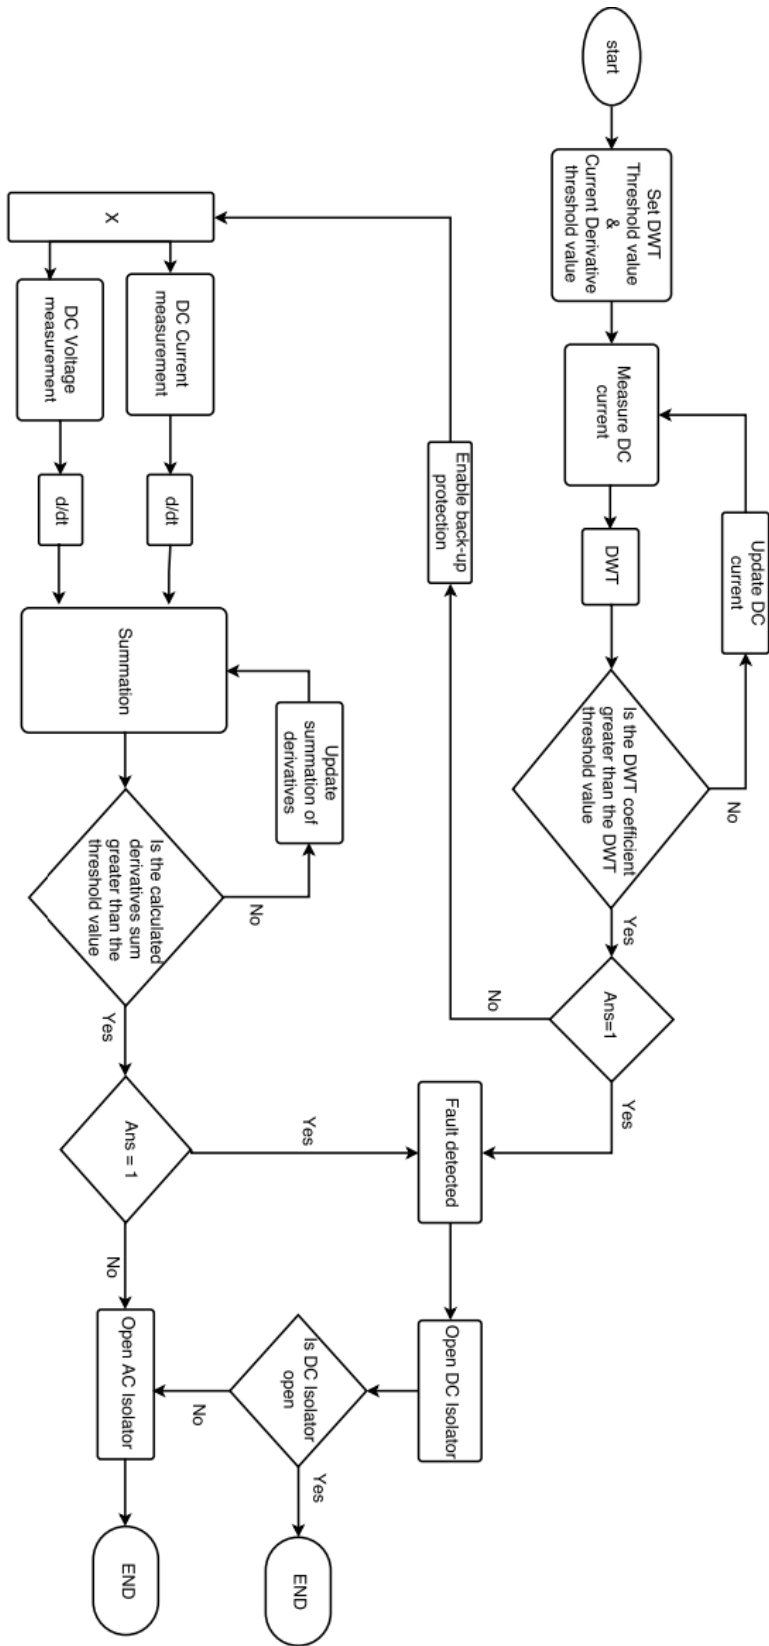 start
Set DWT
Threshold value
&
Current Derivative
threshold value
Measure DC
current
Update DC
current
DWT
Is the DWT coefficient
greater than the DWT
threshold value
No
Yes
Ans=1
No
Yes
Enable back-up
protection
X
DC Current
measurement
DC Voltage
measurement
d/dt
d/dt
Summation
Update
summation of
derivatives
Is the calculated
derivatives sum
greater than the
threshold value
No
Yes
Ans = 1
Yes
No
Fault detected
Open DC Isolator
Is DC Isolator
open
No
Yes
Open AC Isolator
END
END